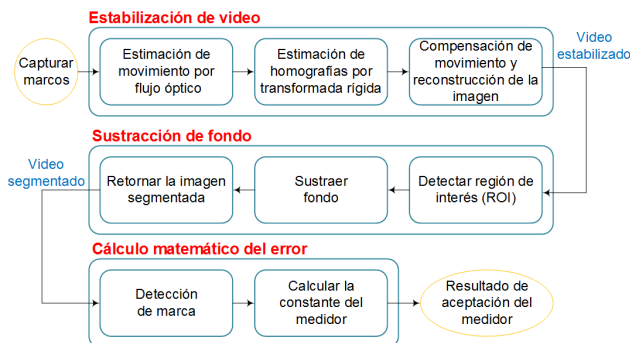 Estabilización de video
Capturar
marcos
Estimación de
movimiento por
flujo óptico
Estimación de
homografías por
transformada rígida
Compensación de
movimiento y
reconstrucción de la
imagen
Video
estabilizado
Sustracción de fondo
Video
segmentado
Retornar la imagen
segmentada
Sustraer
fondo
Detectar región de
interés (ROI)
Cálculo matemático del error
Detección
de marca
Calcular la
constante del
medidor
Resultado de
aceptación del
medidor